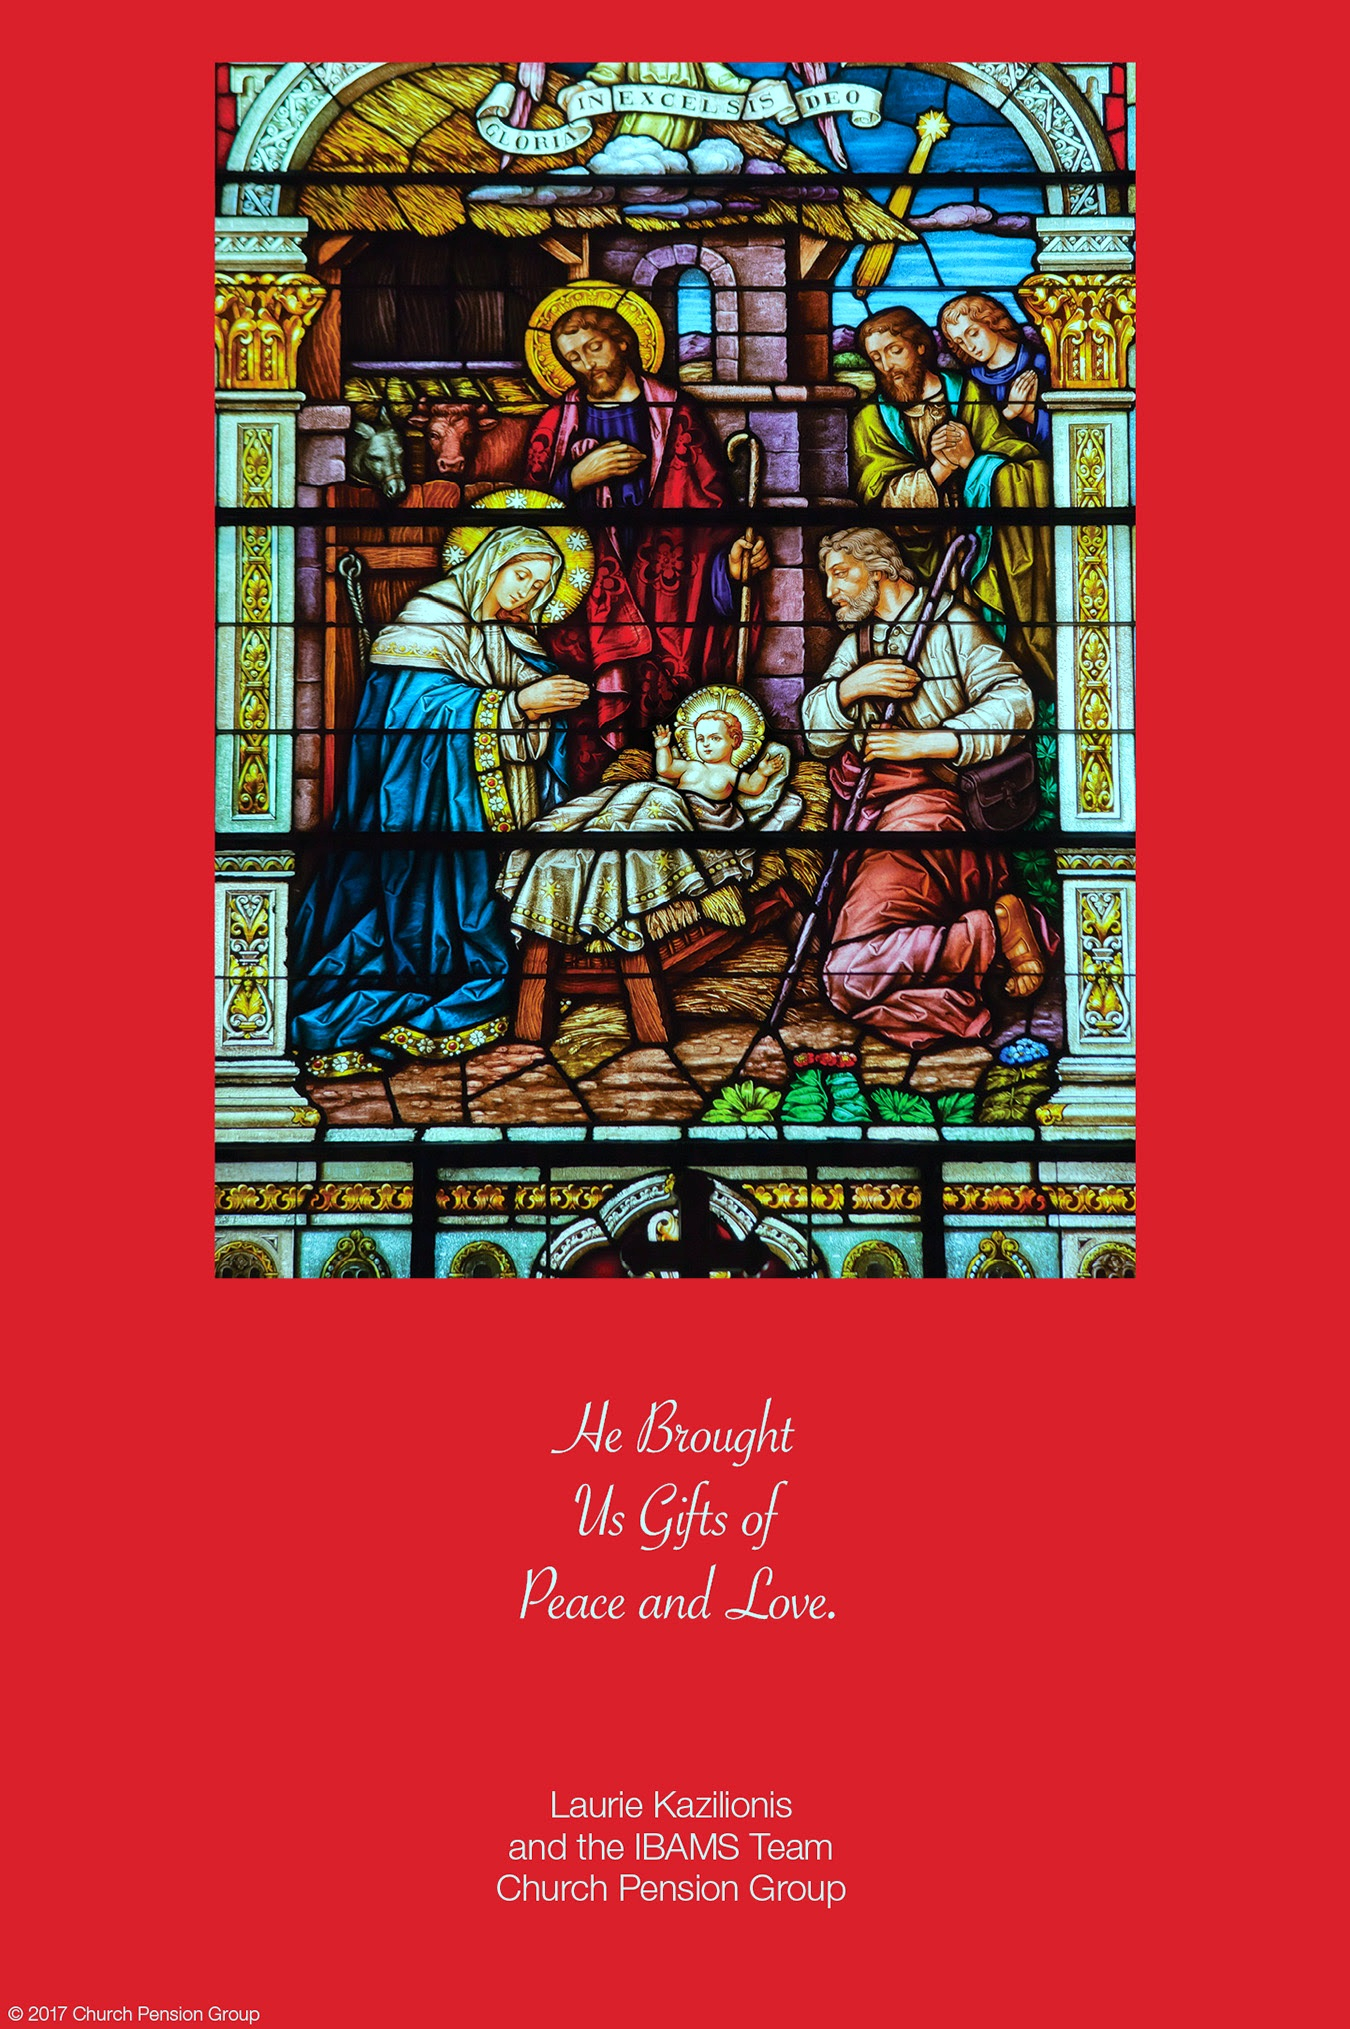 GLORIA IN EXCELSIS DEO
He Brought
Us Gifts of
Peace and Love.
Laurie Kazilionis
and the IBAMS Team
Church Pension Group
© 2017 Church Pension Group